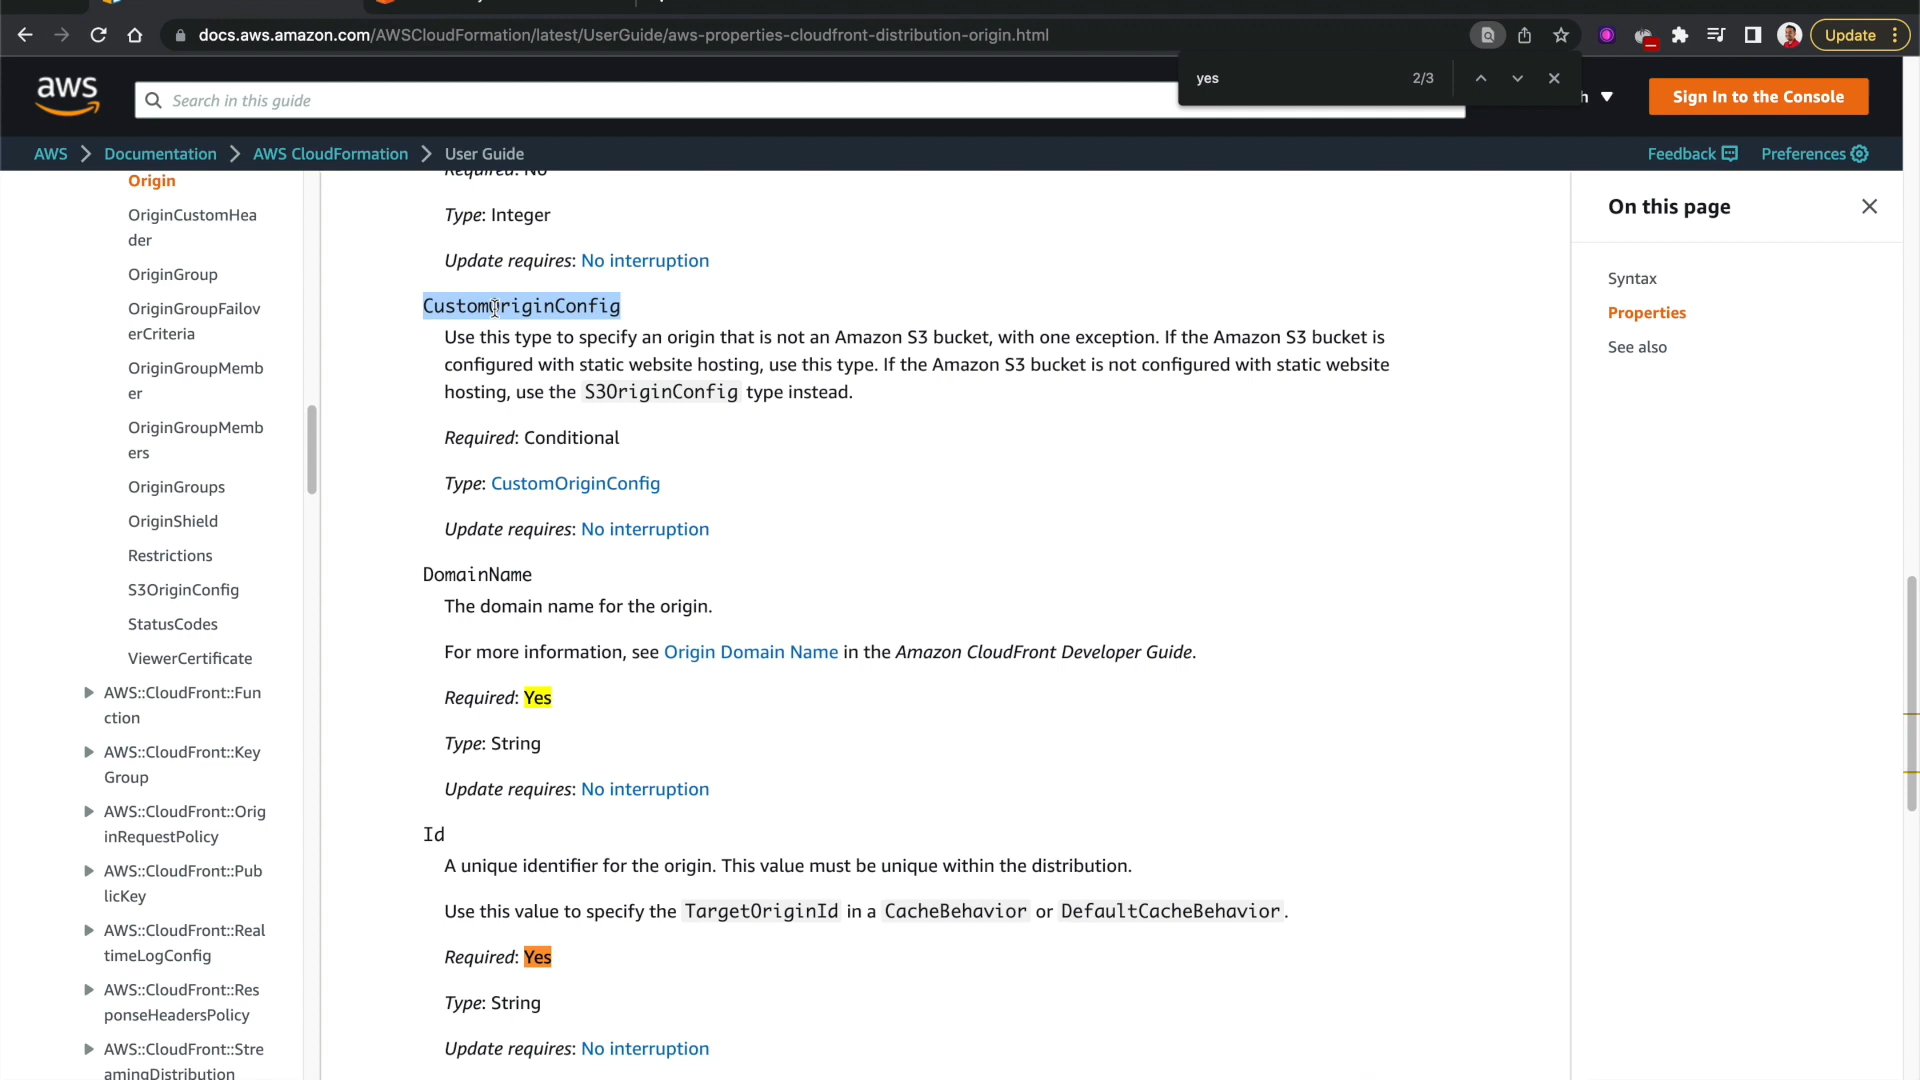 docs.aws.amazon.com/AWSCloudFormation/latest/UserGuide/aws-properties-cloudfront-distribution-origin.html
Update
yes 2/3
aws
Search in this guide
h
Sign In to the Console
AWS
Documentation
AWS CloudFormation
User Guide
Feedback
Preferences
Origin
OriginCustomHea
der
OriginGroup
OriginGroupFailov
erCriteria
OriginGroupMemb
er
OriginGroupMemb
ers
OriginGroups
OriginShield
Restrictions
S3OriginConfig
StatusCodes
ViewerCertificate
AWS::CloudFront::Fun
ction
AWS::CloudFront::Key
Group
AWS::CloudFront::Orig
inRequestPolicy
AWS::CloudFront::Pub
licKey
AWS::CloudFront::Real
timeLogConfig
AWS::CloudFront::Res
ponseHeadersPolicy
AWS::CloudFront::Stre
amingDistribution
Required: No
Type: Integer
Update requires: No interruption
CustomOriginConfig
Use this type to specify an origin that is not an Amazon S3 bucket, with one exception. If the Amazon S3 bucket is
configured with static website hosting, use this type. If the Amazon S3 bucket is not configured with static website
hosting, use the S3OriginConfig type instead.
Required: Conditional
Type: CustomOriginConfig
Update requires: No interruption
DomainName
The domain name for the origin.
For more information, see Origin Domain Name in the Amazon CloudFront Developer Guide.
Required: Yes
Type: String
Update requires: No interruption
Id
A unique identifier for the origin. This value must be unique within the distribution.
Use this value to specify the TargetOriginId in a CacheBehavior or DefaultCacheBehavior.
Required: Yes
Type: String
Update requires: No interruption
On this page
Syntax
Properties
See also